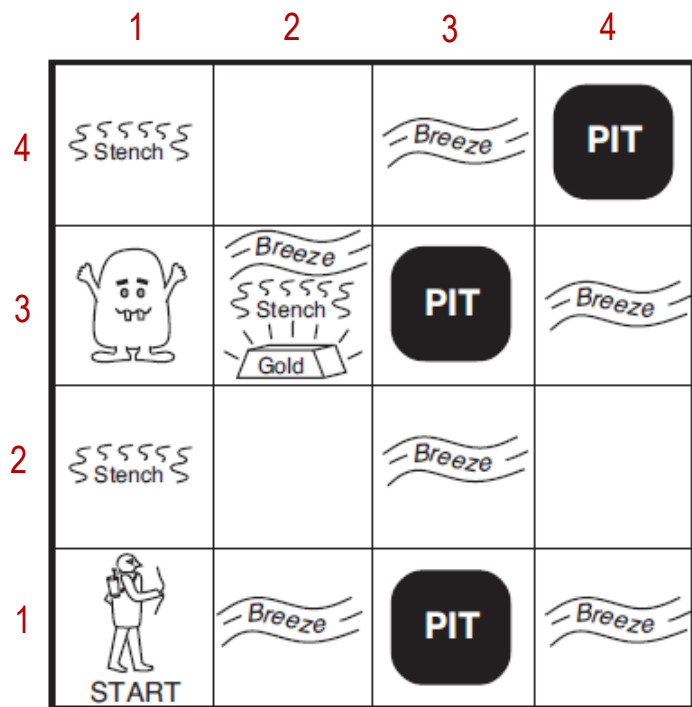 1 2 3 4
4 Stench Breeze PIT
3 Breeze PIT Breeze
Stench
Gold
2 Stench Breeze
1 Breeze PIT Breeze
START